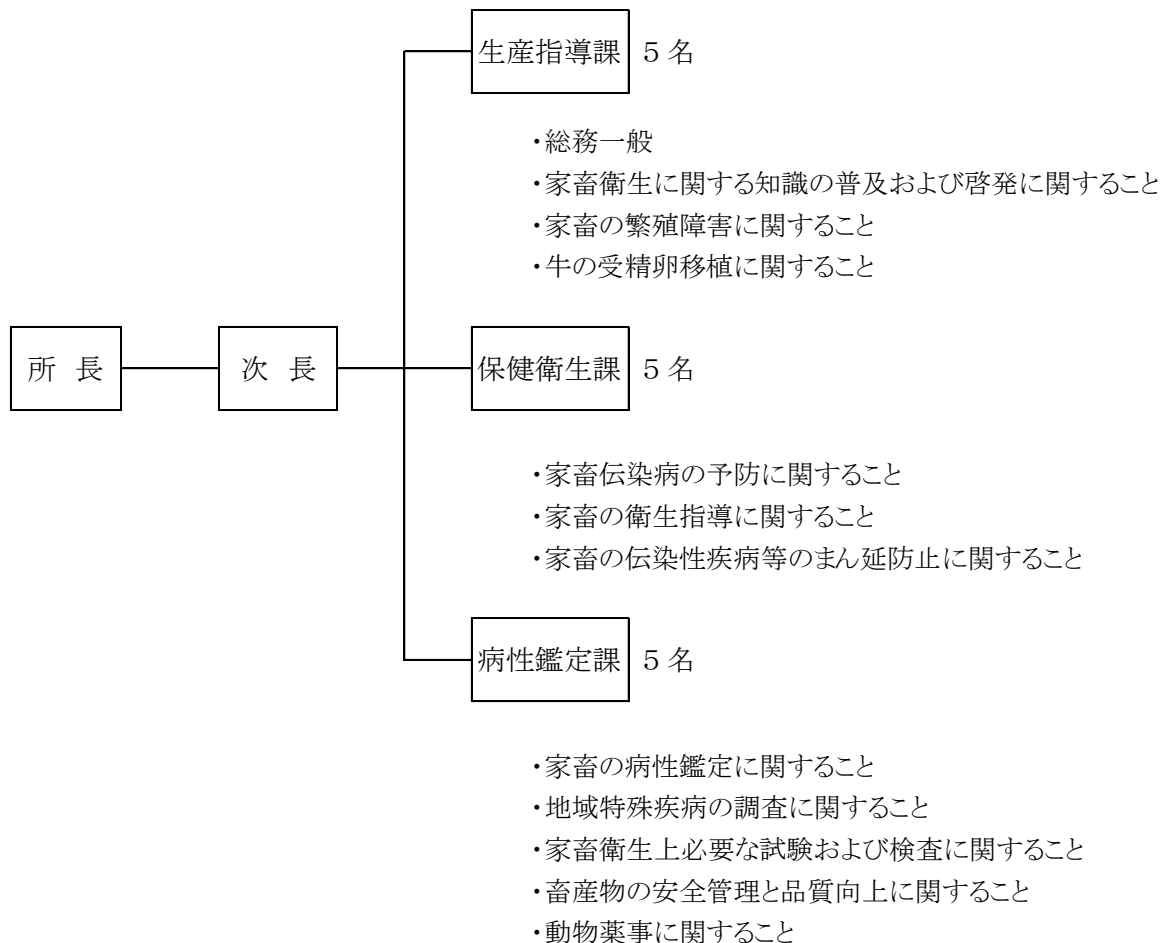 生産指導課 5名
・総務一般
・家畜衛生に関する知識の普及および啓発に関すること
・家畜の繁殖障害に関すること
・牛の受精卵移植に関すること
所 長
次 長
保健衛生課 5名
・家畜伝染病の予防に関すること
・家畜の衛生指導に関すること
・家畜の伝染性疾病等のまん延防止に関すること
病性鑑定課 5名
・家畜の病性鑑定に関すること
・地域特殊疾病の調査に関すること
・家畜衛生上必要な試験および検査に関すること
・畜産物の安全管理と品質向上に関すること
・動物薬事に関すること